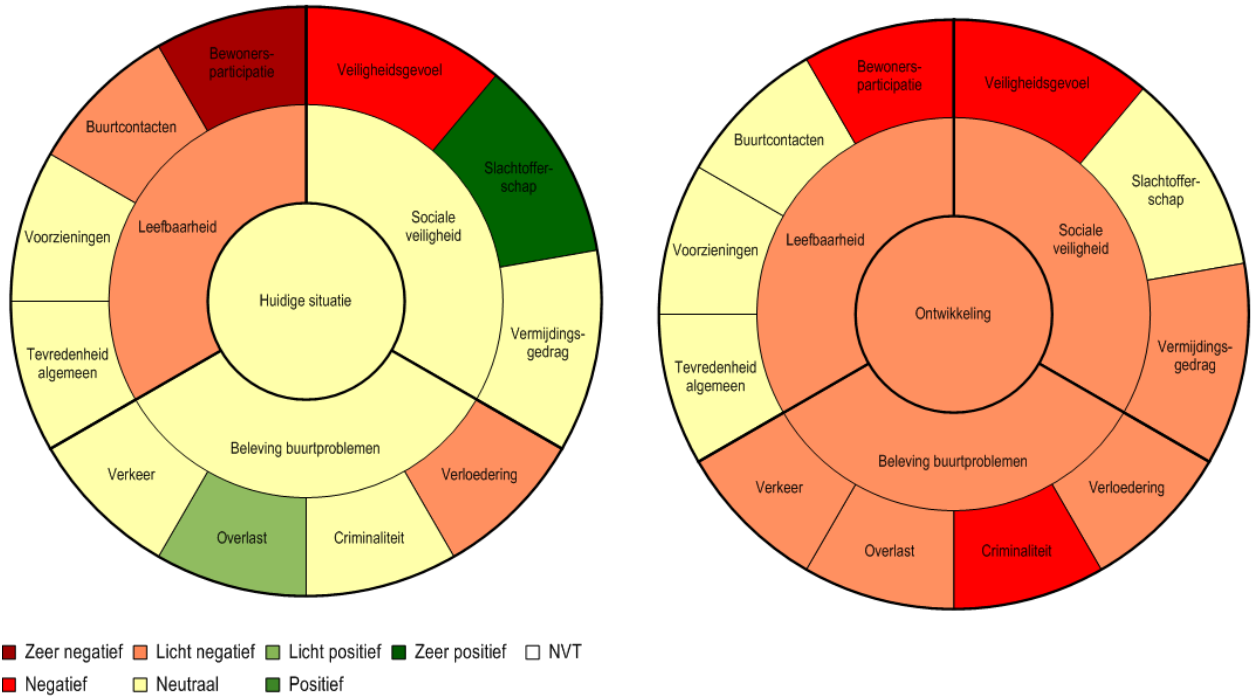 Bewoners-
participatie
Veiligheidsgevoel
Buurtcontacten
Slachtoffer-
schap
Voorzieningen
Leefbaarheid
Sociale
veiligheid
Huidige situatie
Tevredenheid
algemeen
Vermijdings-
gedrag
Beleving buurtproblemen
Verkeer
Verloedering
Overlast
Criminaliteit
Bewoners-
participatie
Veiligheidsgevoel
Buurtcontacten
Slachtoffer-
schap
Voorzieningen
Leefbaarheid
Sociale
veiligheid
Ontwikkeling
Tevredenheid
algemeen
Vermijdings-
gedrag
Beleving buurtproblemen
Verkeer
Verloedering
Overlast
Criminaliteit
Zeer negatief Licht negatief Licht positief Zeer positief NVT
Negatief Neutraal Positief